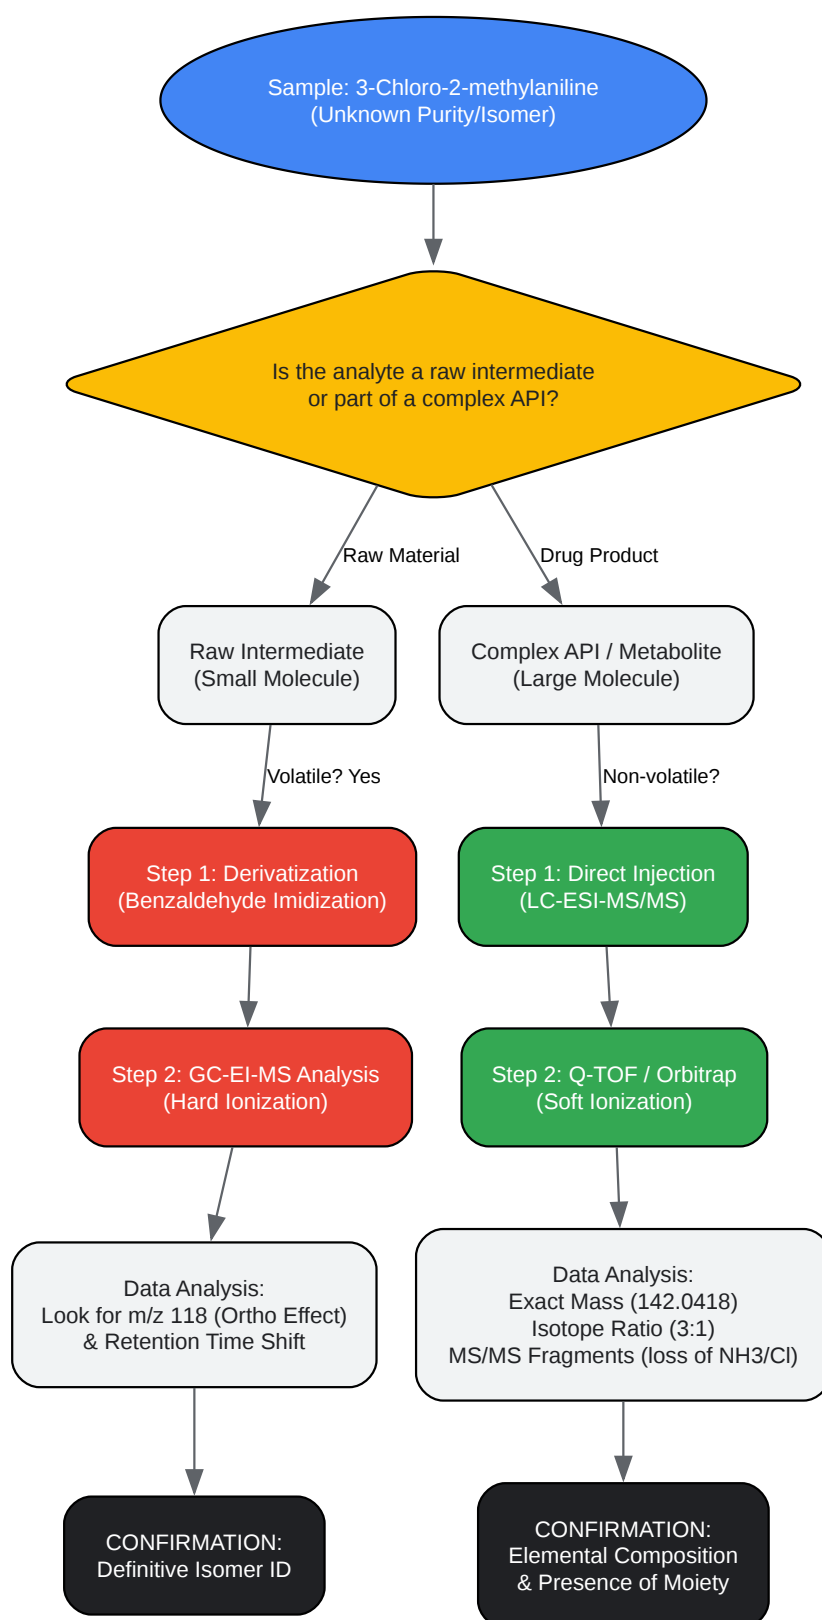 Sample: 3-Chloro-2-methylaniline
(Unknown Purity/Isomer)
Is the analyte a raw intermediate
or part of a complex API?
Raw Material
Drug Product
Raw Intermediate
(Small Molecule)
Complex API / Metabolite
(Large Molecule)
Volatile? Yes
Non-volatile?
Step 1: Derivatization
(Benzaldehyde Imidization)
Step 1: Direct Injection
(LC-ESI-MS/MS)
Step 2: GC-EI-MS Analysis
(Hard Ionization)
Step 2: Q-TOF / Orbitrap
(Soft Ionization)
Data Analysis:
Look for m/z 118 (Ortho Effect)
& Retention Time Shift
Data Analysis:
Exact Mass (142.0418)
Isotope Ratio (3:1)
MS/MS Fragments (loss of NH3/Cl)
CONFIRMATION:
Definitive Isomer ID
CONFIRMATION:
Elemental Composition
& Presence of Moiety